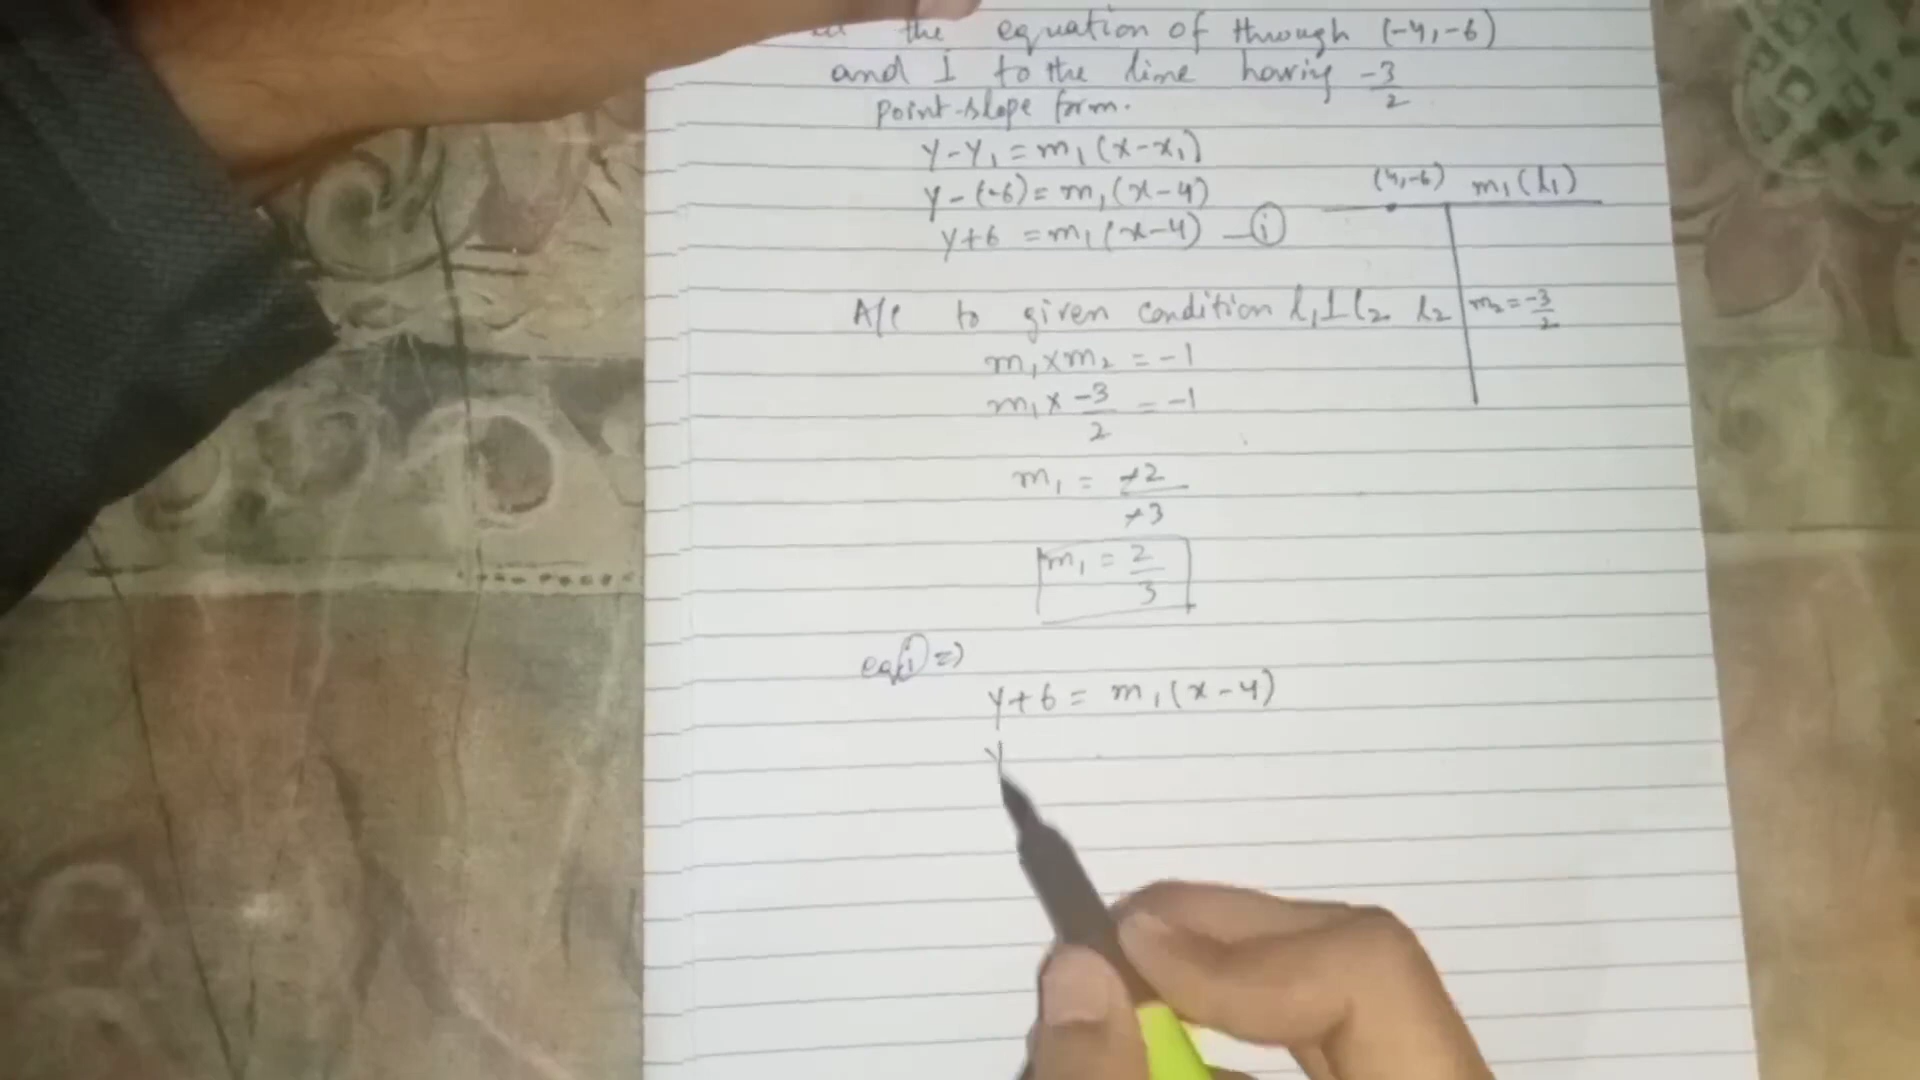 the equation of through (-4,-6)
and ⊥ to the line having -3/2
point-slope form.
y-y₁ = m₁(x-x₁)
y-(-6) = m₁(x-4)
y+6 = m₁(x-4) — (i)
(4,-6) m₁(l₁)
A/c to given condition l₁⊥l₂
l₂ m₂ = -3/2
m₁×m₂ = -1
m₁ × -3/2 = -1
m₁ = -2/-3
m₁ = 2/3
eq(i) =>
y+6 = m₁(x-4)
y